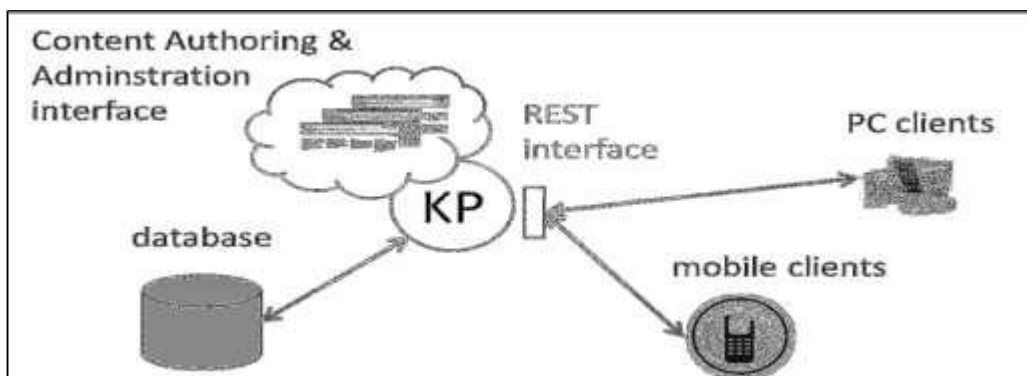 Content Authoring &
Adminstration
interface
REST
interface
PC clients
KP
database
mobile clients